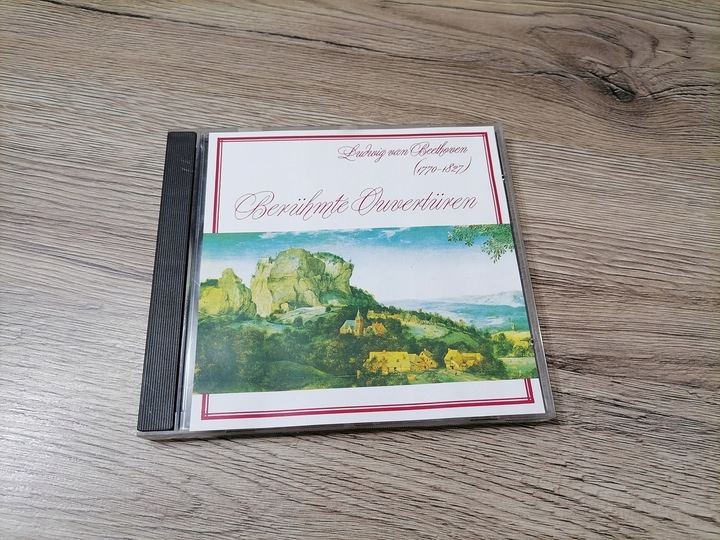 Ludwig van Beethoven
(1770-1827)
Berühmte Ouvertüren